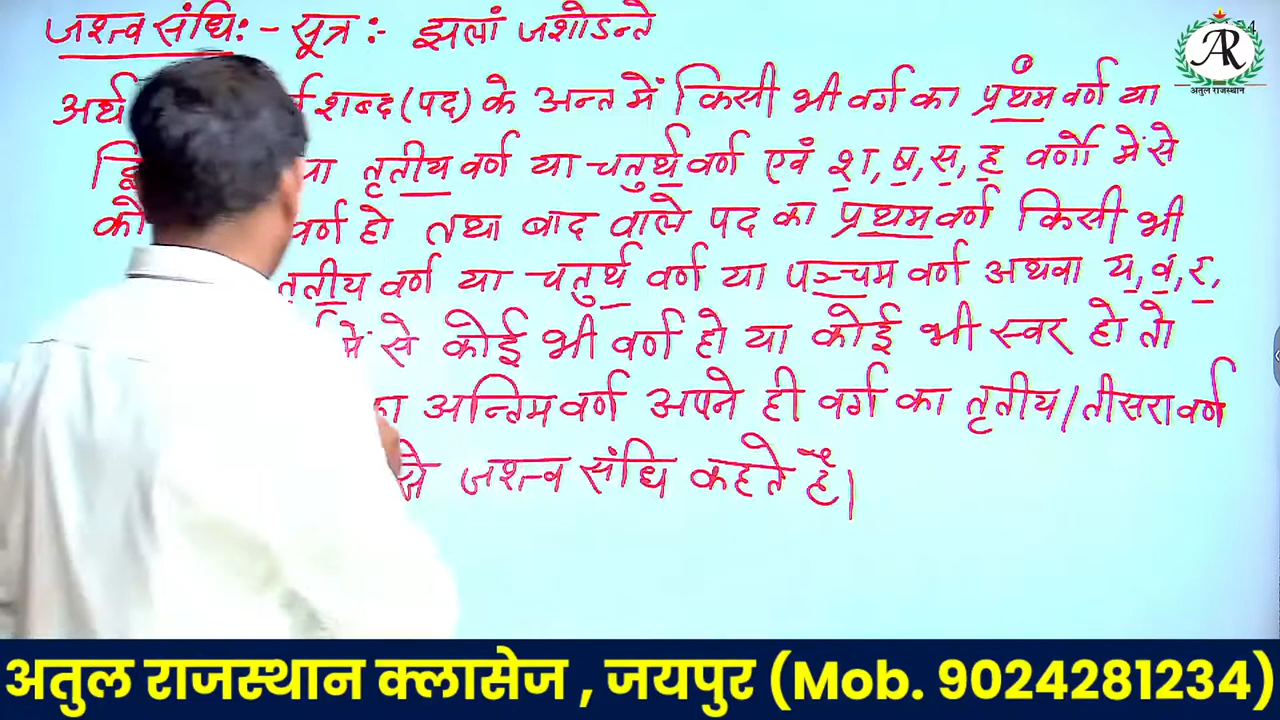 जश्त्व संधिः - सूत्र :- झलां जशोऽन्ते
अर्थ शब्द (पद) के अन्त में किसी भी वर्ग का प्रथम वर्ण या
तृतीय वर्ण या चतुर्थ वर्ण एवं श, ष, स, ह वर्णों में से
वर्ण हो तथा बाद वाले पद का प्रथम वर्ण किसी भी
तृतीय वर्ण या चतुर्थ वर्ण या पञ्चम वर्ण अथवा य, व, र,
में से कोई भी वर्ण हो या कोई भी स्वर हो तो
का अन्तिम वर्ण अपने ही वर्ग का तृतीय/तीसरा वर्ण
जश्त्व संधि कहते है।
AR
अतुल राजस्थान
अतुल राजस्थान क्लासेज , जयपुर (Mob. 9024281234)